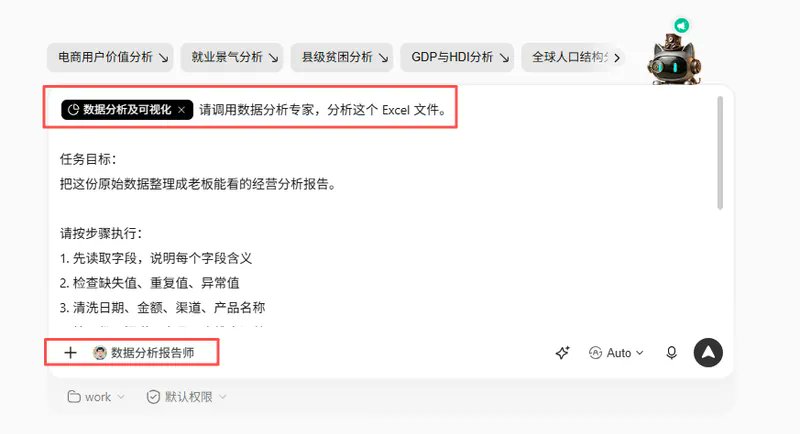 电商用户价值分析 ↘ 就业景气分析 ↘ 县级贫困分析 ↘ GDP与HDI分析 ↘ 全球人口结构
数据分析及可视化 × 请调用数据分析专家，分析这个 Excel 文件。
任务目标：
把这份原始数据整理成老板能看的经营分析报告。
请按步骤执行：
1. 先读取字段，说明每个字段含义
2. 检查缺失值、重复值、异常值
3. 清洗日期、金额、渠道、产品名称
数据分析报告师 Auto
work 默认权限